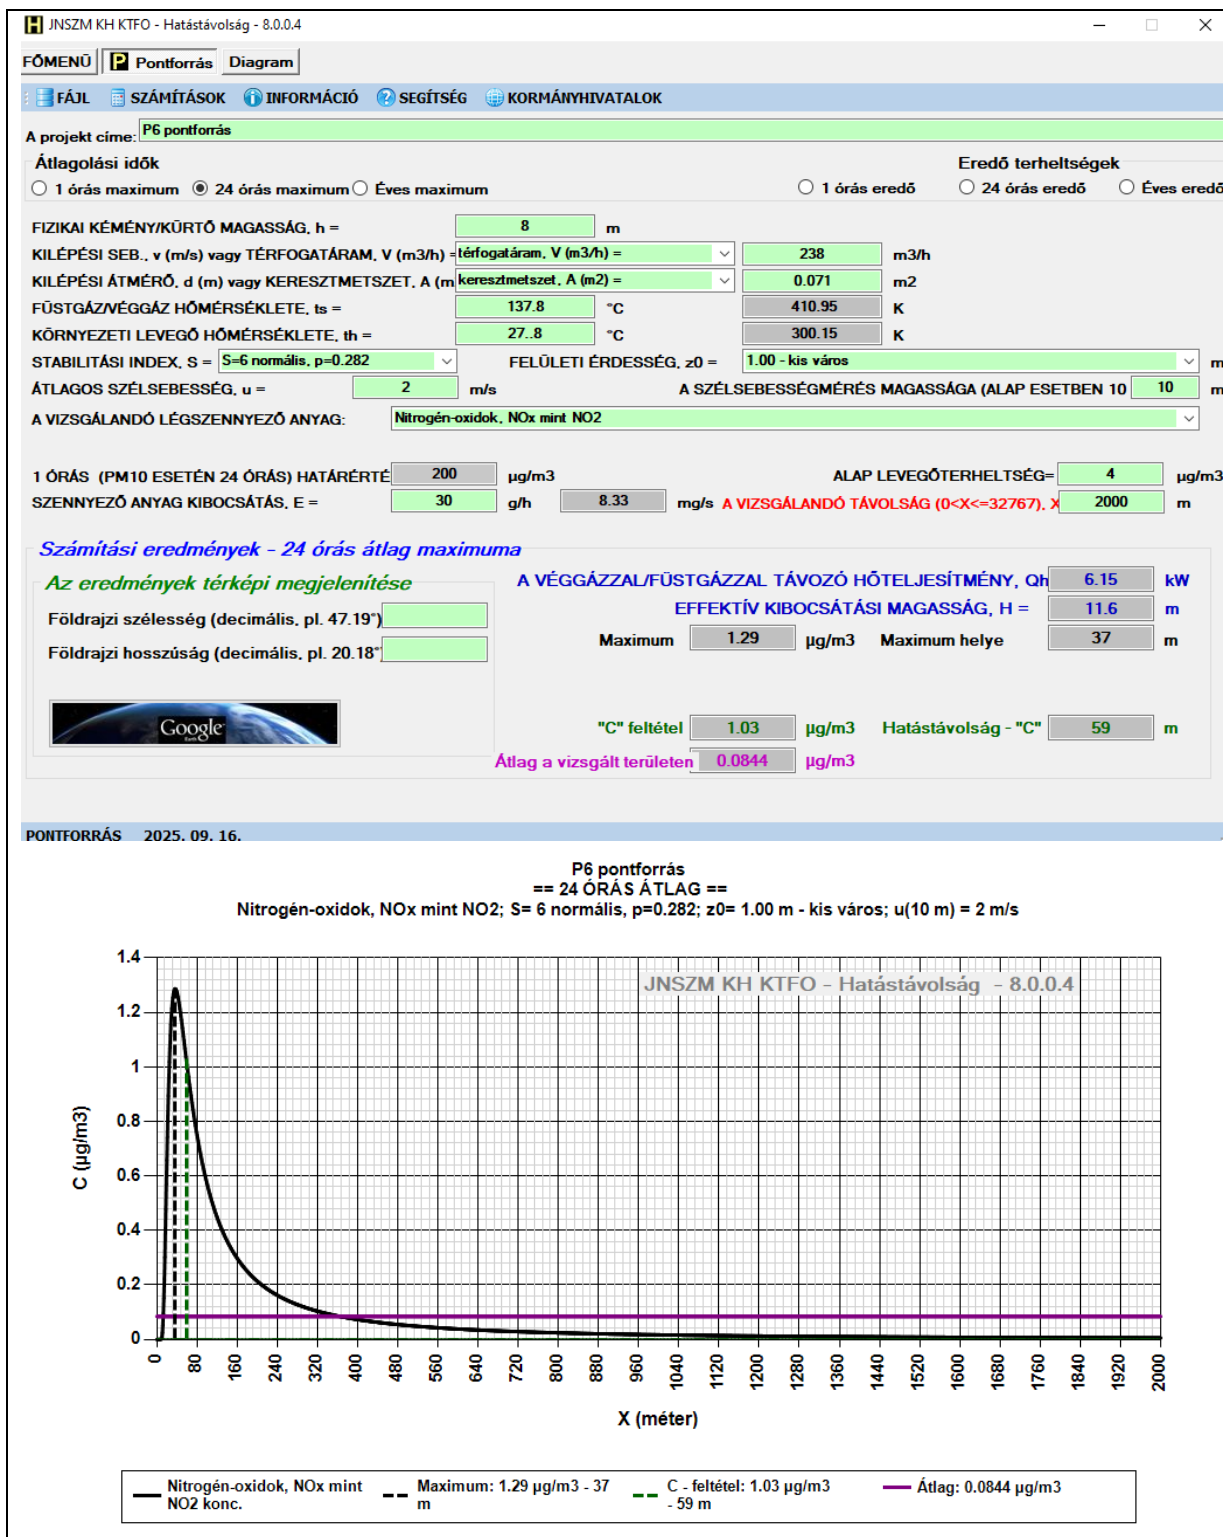 JNSZM KH KTFO - Hatástávolság - 8.0.0.4
FŐMENÜ P Pontforrás Diagram
FÁJL SZÁMÍTÁSOK INFORMÁCIÓ SEGÍTSÉG KORMÁNYHIVATALOK
A projekt címe: P6 pontforrás
Átlagolási idők Eredő terheltségek
1 órás maximum 24 órás maximum Éves maximum 1 órás eredő 24 órás eredő Éves eredő
FIZIKAI KÉMÉNY/KÜRTŐ MAGASSÁG, h = 8 m
KILÉPÉSI SEB., v (m/s) vagy TÉRFOGATÁRAM, V (m3/h) = térfogatáram, V (m3/h) = 238 m3/h
KILÉPÉSI ÁTMÉRŐ, d (m) vagy KERESZTMETSZET, A (m keresztmetszet, A (m2) = 0.071 m2
FÜSTGÁZ/VÉGGÁZ HŐMÉRSÉKLETE, ts = 137.8 °C 410.95 K
KÖRNYEZETI LEVEGŐ HŐMÉRSÉKLETE, th = 27..8 °C 300.15 K
STABILITÁSI INDEX, S = S=6 normális, p=0.282 FELÜLETI ÉRDESSÉG, z0 = 1.00 - kis város m
ÁTLAGOS SZÉLSEBESSÉG, u = 2 m/s A SZÉLSEBESSÉGMÉRÉS MAGASSÁGA (ALAP ESETBEN 10 10 m
A VIZSGÁLANDÓ LÉGSZENNYEZŐ ANYAG: Nitrogén-oxidok, NOx mint NO2
1 ÓRÁS (PM10 ESETÉN 24 ÓRÁS) HATÁRÉRTÉ 200 µg/m3 ALAP LEVEGŐTERHELTSÉG= 4 µg/m3
SZENNYEZŐ ANYAG KIBOCSÁTÁS, E = 30 g/h 8.33 mg/s A VIZSGÁLANDÓ TÁVOLSÁG (0<X<=32767), X 2000 m
Számítási eredmények - 24 órás átlag maximuma
Az eredmények térképi megjelenítése A VÉGGÁZZAL/FÜSTGÁZZAL TÁVOZÓ HŐTELJESÍTMÉNY, Qh 6.15 kW
Földrajzi szélesség (decimális, pl. 47.19°) EFFEKTÍV KIBOCSÁTÁSI MAGASSÁG, H = 11.6 m
Földrajzi hosszúság (decimális, pl. 20.18° Maximum 1.29 µg/m3 Maximum helye 37 m
Google
Earth
"C" feltétel 1.03 µg/m3 Hatástávolság - "C" 59 m
Átlag a vizsgált területen 0.0844 µg/m3
PONTFORRÁS 2025. 09. 16.
P6 pontforrás
== 24 ÓRÁS ÁTLAG ==
Nitrogén-oxidok, NOx mint NO2; S= 6 normális, p=0.282; z0= 1.00 m - kis város; u(10 m) = 2 m/s
JNSZM KH KTFO - Hatástávolság - 8.0.0.4
C (µg/m3)
1.4
1.2
1
0.8
0.6
0.4
0.2
0
0 80 160 240 320 400 480 560 640 720 800 880 960 1040 1120 1200 1280 1360 1440 1520 1600 1680 1760 1840 1920 2000
X (méter)
Nitrogén-oxidok, NOx mint NO2 konc.
Maximum: 1.29 µg/m3 - 37 m
C - feltétel: 1.03 µg/m3 - 59 m
Átlag: 0.0844 µg/m3